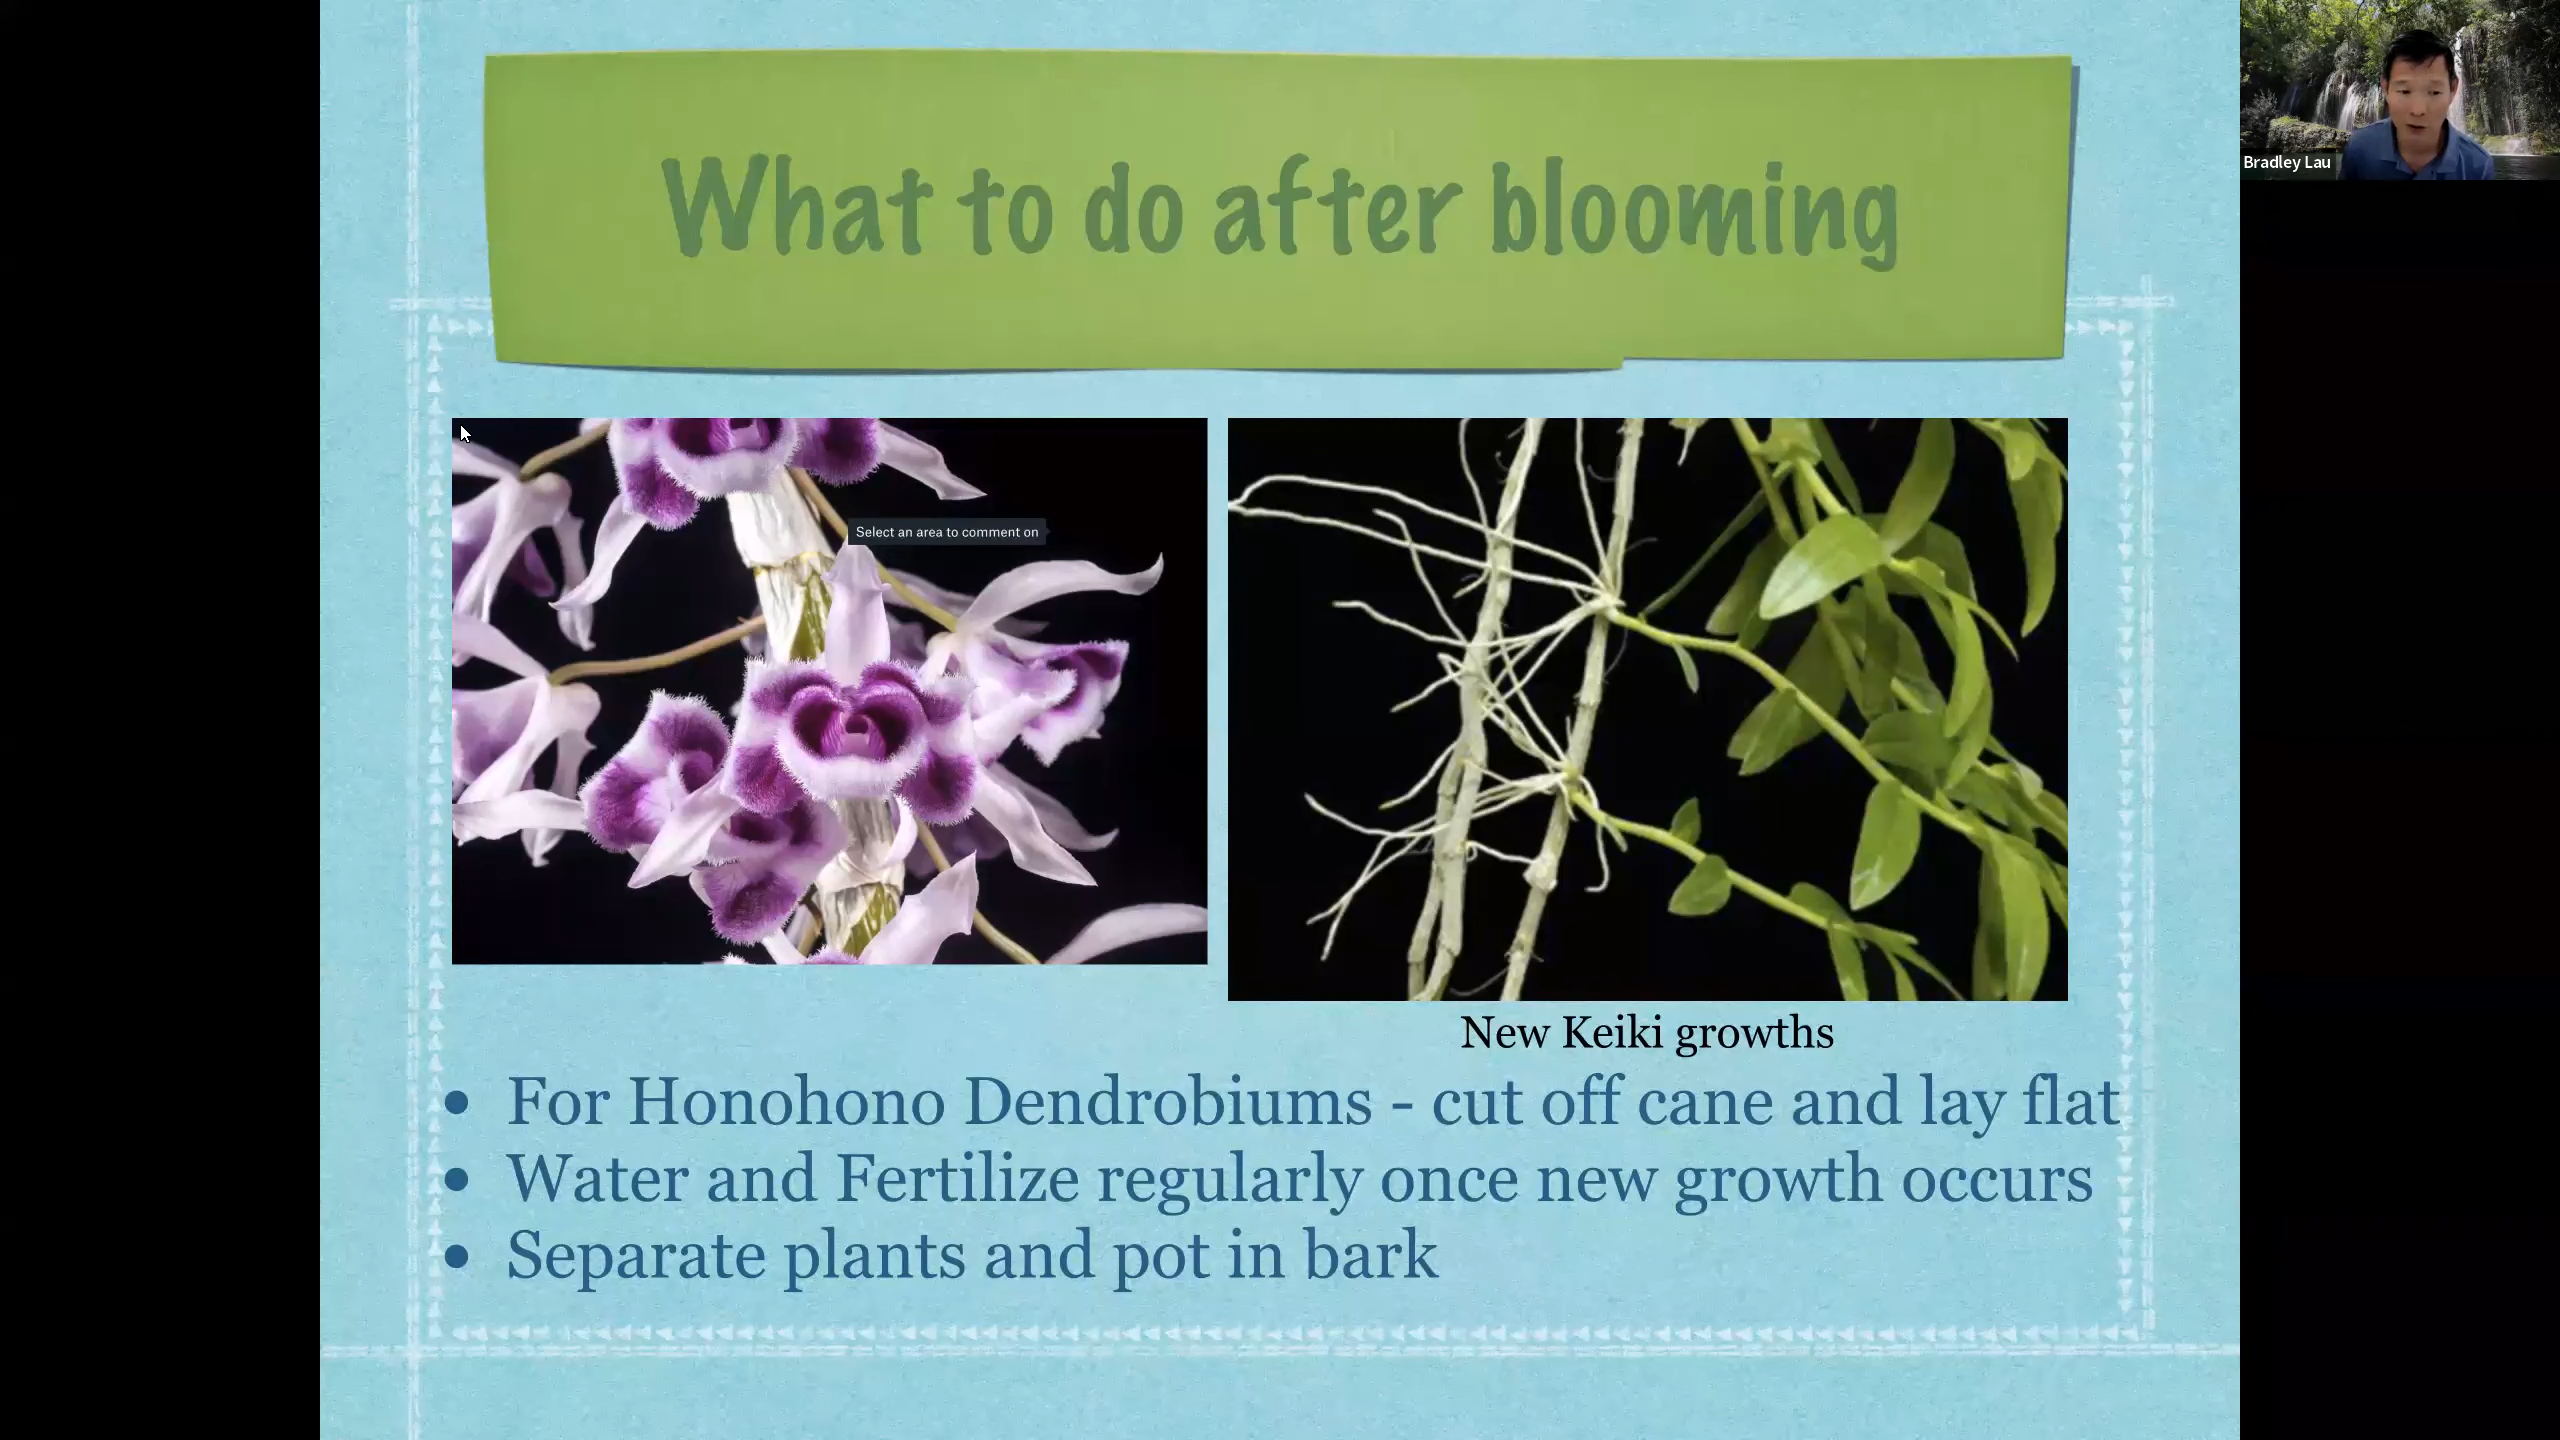 What to do after blooming
Bradley Lau
Select an area to comment on
New Keiki growths
• For Honohono Dendrobiums - cut off cane and lay flat
• Water and Fertilize regularly once new growth occurs
• Separate plants and pot in bark